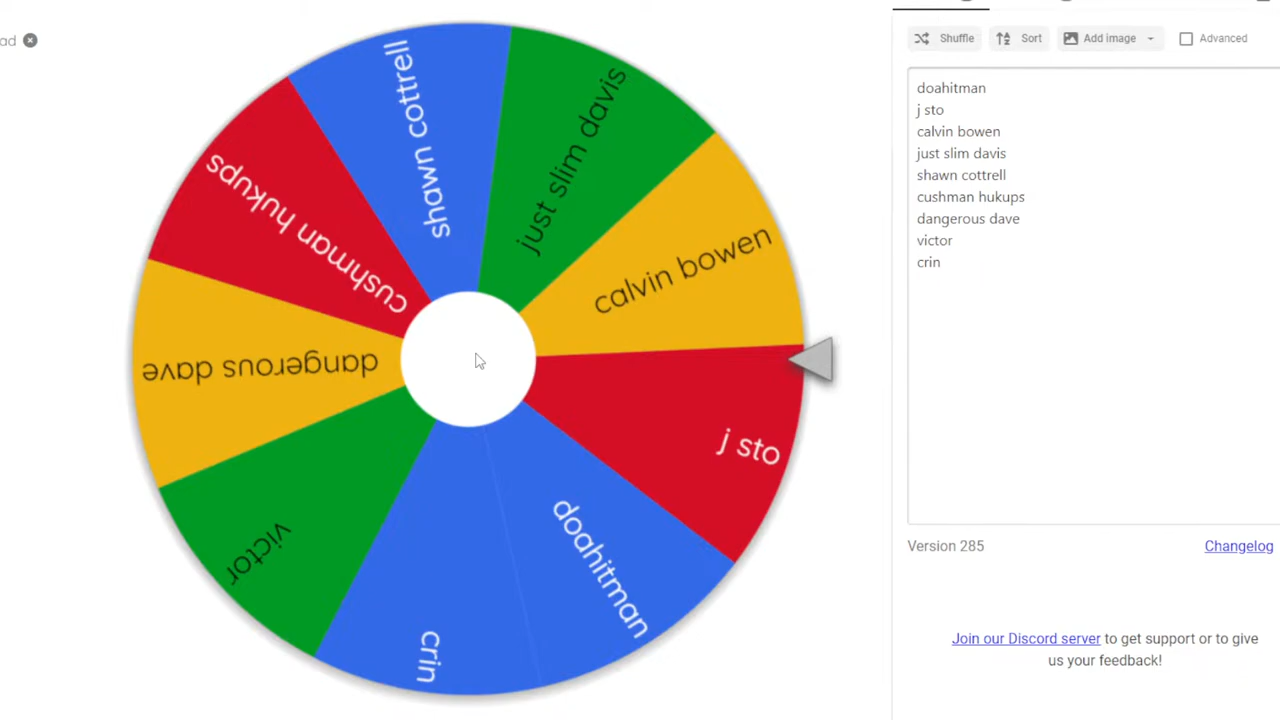 ad
Shuffle
Sort
Add image
Advanced
doahitman
j sto
calvin bowen
just slim davis
shawn cottrell
cushman hukups
dangerous dave
victor
crin
shawn cottrell
just slim davis
calvin bowen
j sto
doahitman
crin
victor
dangerous dave
cushman hukups
Version 285
Changelog
Join our Discord server to get support or to give
us your feedback!